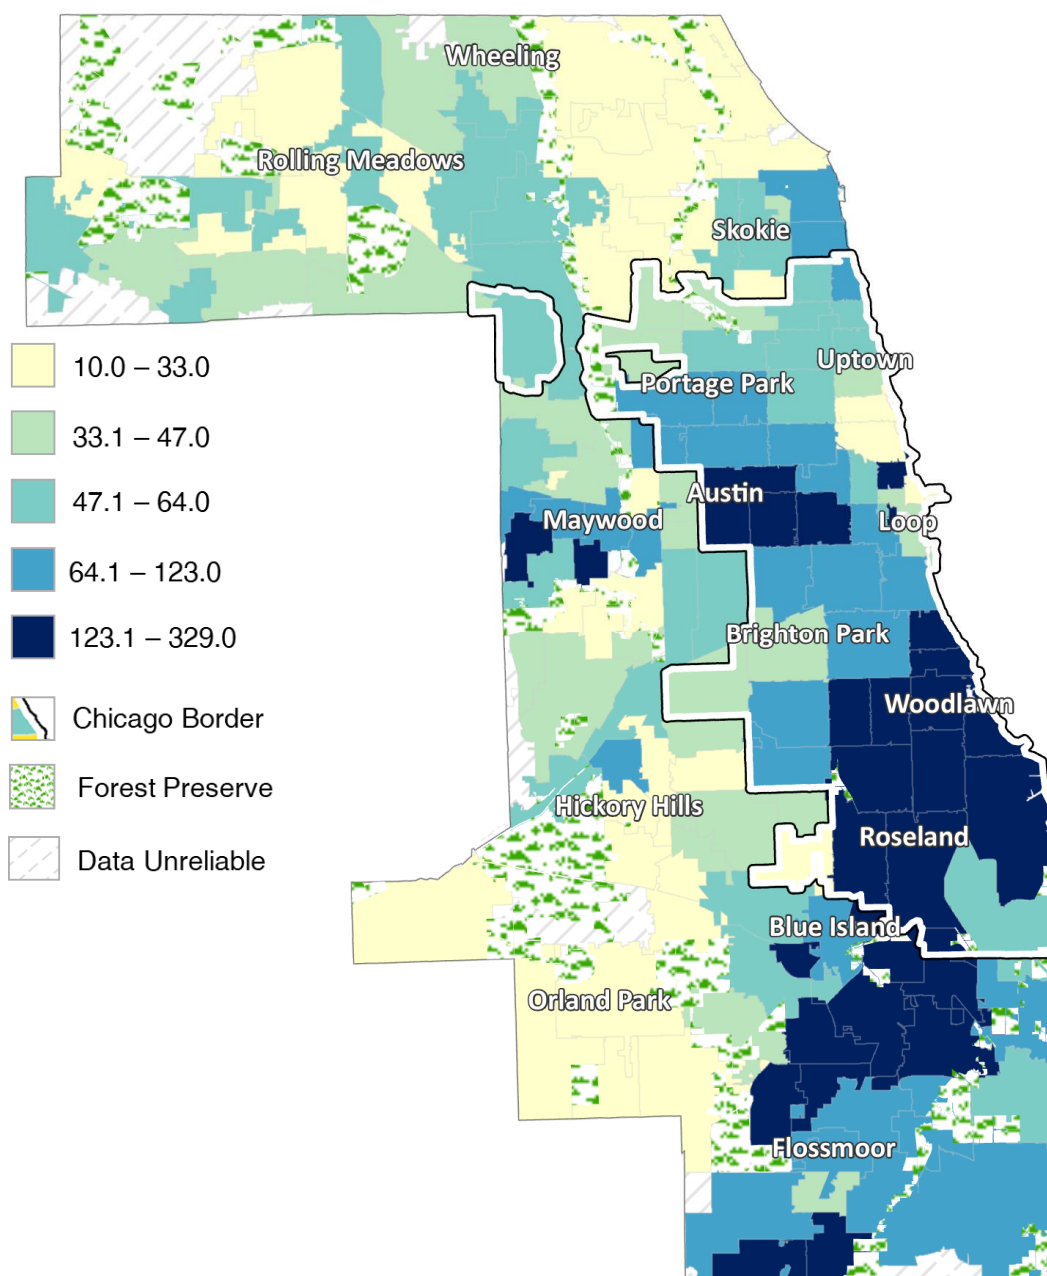 Wheeling
Rolling Meadows
Skokie
10.0 – 33.0
Uptown
Portage Park
33.1 – 47.0
47.1 – 64.0
Austin
Maywood
Loop
64.1 – 123.0
123.1 – 329.0
Brighton Park
Woodlawn
Chicago Border
Forest Preserve
Hickory Hills
Roseland
Data Unreliable
Blue Island
Orland Park
Flossmoor